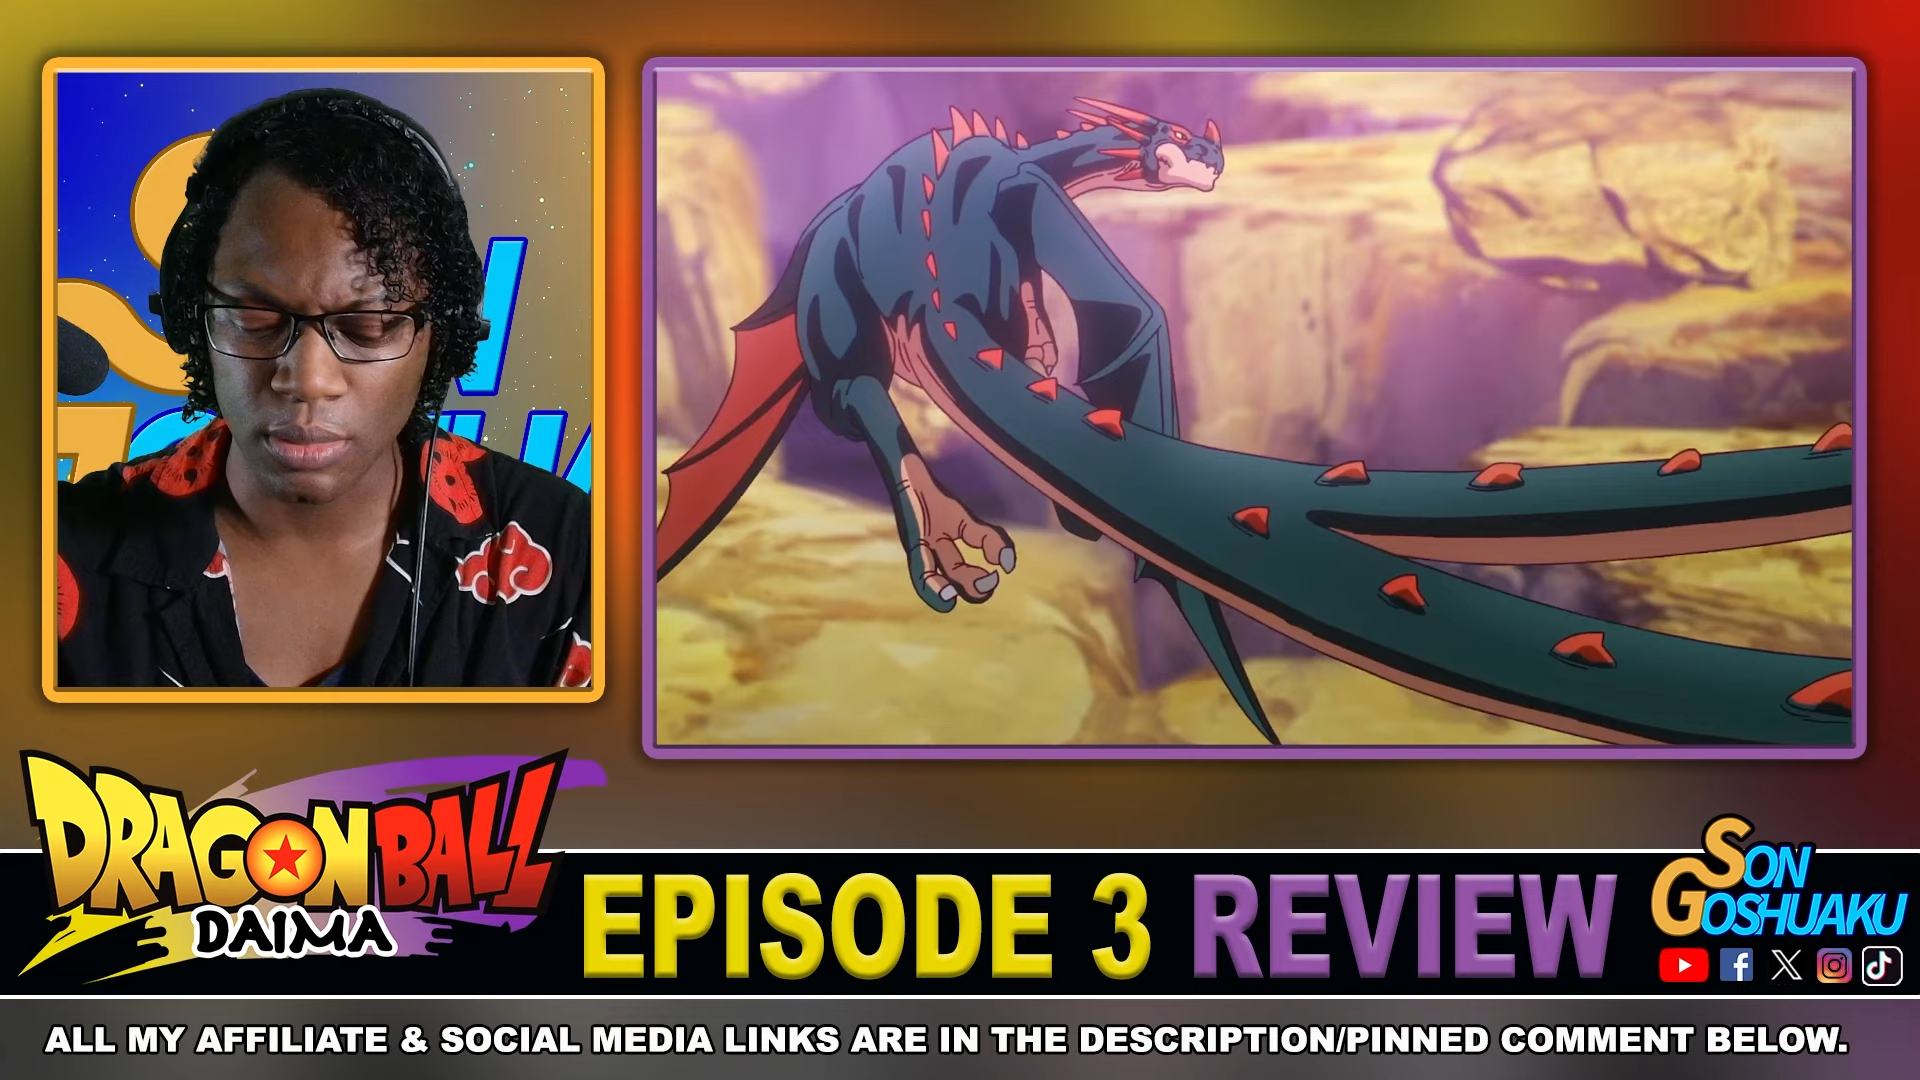 DRAGON BALL
DAIMA
EPISODE 3 REVIEW
SON
GOSHUAKU
ALL MY AFFILIATE & SOCIAL MEDIA LINKS ARE IN THE DESCRIPTION/PINNED COMMENT BELOW.